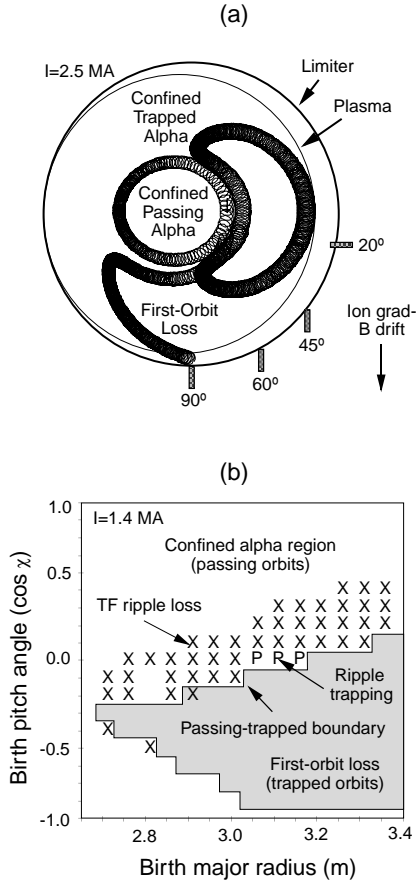 (a)
I=2.5 MA
Limiter
Confined
Trapped
Alpha
Plasma
Confined
Passing
Alpha
20º
First-Orbit
Loss
Ion grad-
B drift
45º
60º
90º
(b)
1.0
I=1.4 MA
Confined alpha region
(passing orbits)
0.5
X X
X X X X
TF ripple loss
X X X X X X
X X X X X X X X
0.0
X X X X X X P P P
Ripple
trapping
X X X X X X
X X X X X
Passing-trapped boundary
X
-0.5
X
First-orbit loss
(trapped orbits)
-1.0
2.8 3.0 3.2 3.4
Birth pitch angle (cos χ)
Birth major radius (m)